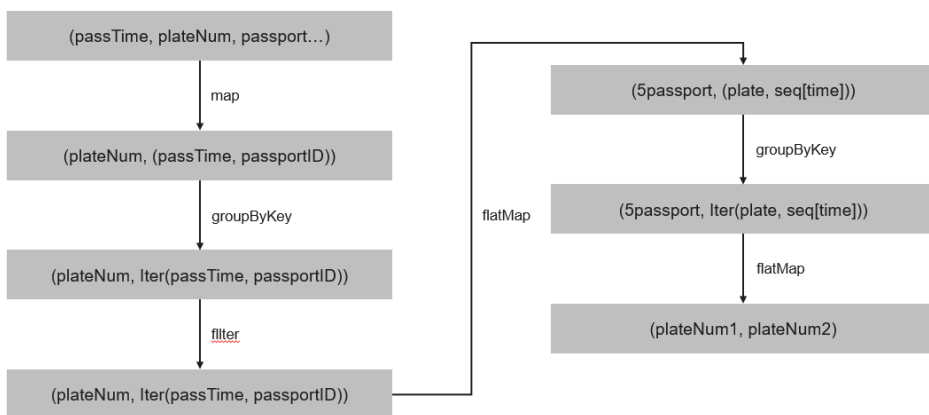 (passTime, plateNum, passport…)
map
(plateNum, (passTime, passportID))
groupByKey
(plateNum, Iter(passTime, passportID))
fllter
(plateNum, Iter(passTime, passportID))
flatMap
(5passport, (plate, seq[time]))
groupByKey
(5passport, Iter(plate, seq[time]))
flatMap
(plateNum1, plateNum2)